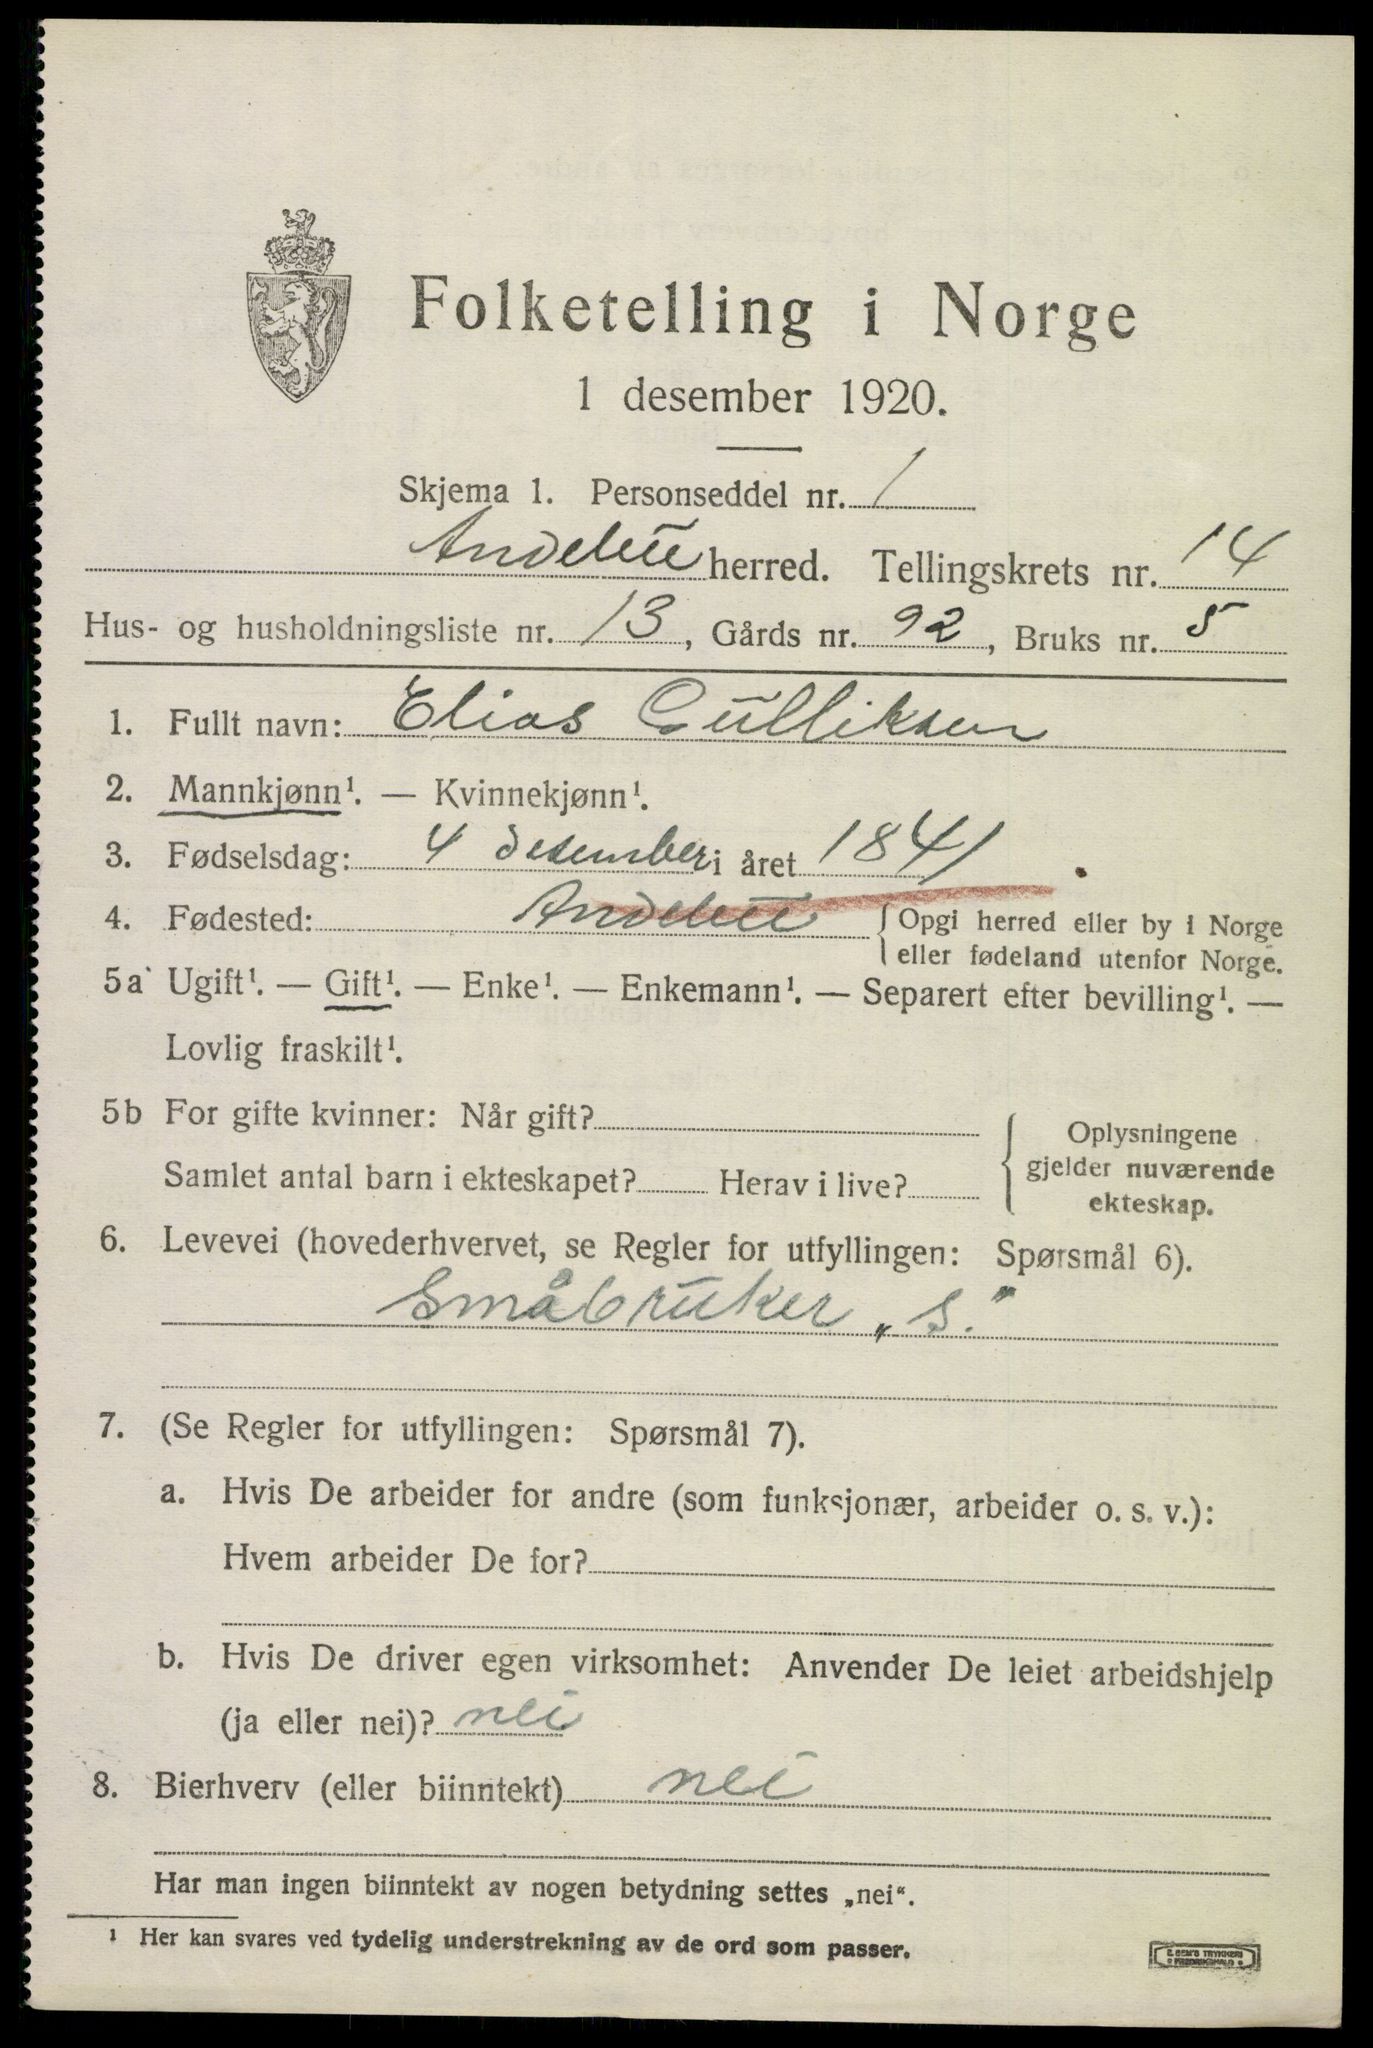 Folketelling i Norge
1 desember 1920.
Skjema 1. Personseddel nr. 1
Andebu herred. Tellingskrets nr. 14
Hus- og husholdningsliste nr. 13, Gårds nr. 92, Bruks nr. 5
1. Fullt navn: Elias Gulliksen
2. Mannkjønn¹. — Kvinnekjønn¹.
3. Fødselsdag: 4 desember i året 1841
4. Fødested: Andebu {Opgi herred eller by i Norge
eller fødeland utenfor Norge.
5a Ugift¹. — Gift¹. — Enke¹. — Enkemann¹. — Separert efter bevilling¹. —
Lovlig fraskilt¹.
5b For gifte kvinner: Når gift?
Samlet antal barn i ekteskapet? Herav i live?
Oplysningene
gjelder nuværende
ekteskap.
6. Levevei (hovederhvervet, se Regler for utfyllingen: Spørsmål 6).
Småbruker „S."
7. (Se Regler for utfyllingen: Spørsmål 7).
a. Hvis De arbeider for andre (som funksjonær, arbeider o. s. v.):
Hvem arbeider De for?
b. Hvis De driver egen virksomhet: Anvender De leiet arbeidshjelp
(ja eller nei)? nei
8. Bierhverv (eller biinntekt) nei
Har man ingen biinntekt av nogen betydning settes „nei“.
¹ Her kan svares ved tydelig understrekning av de ord som passer.
E. SEM'S TRYKKERI
FREDRIKSHALD